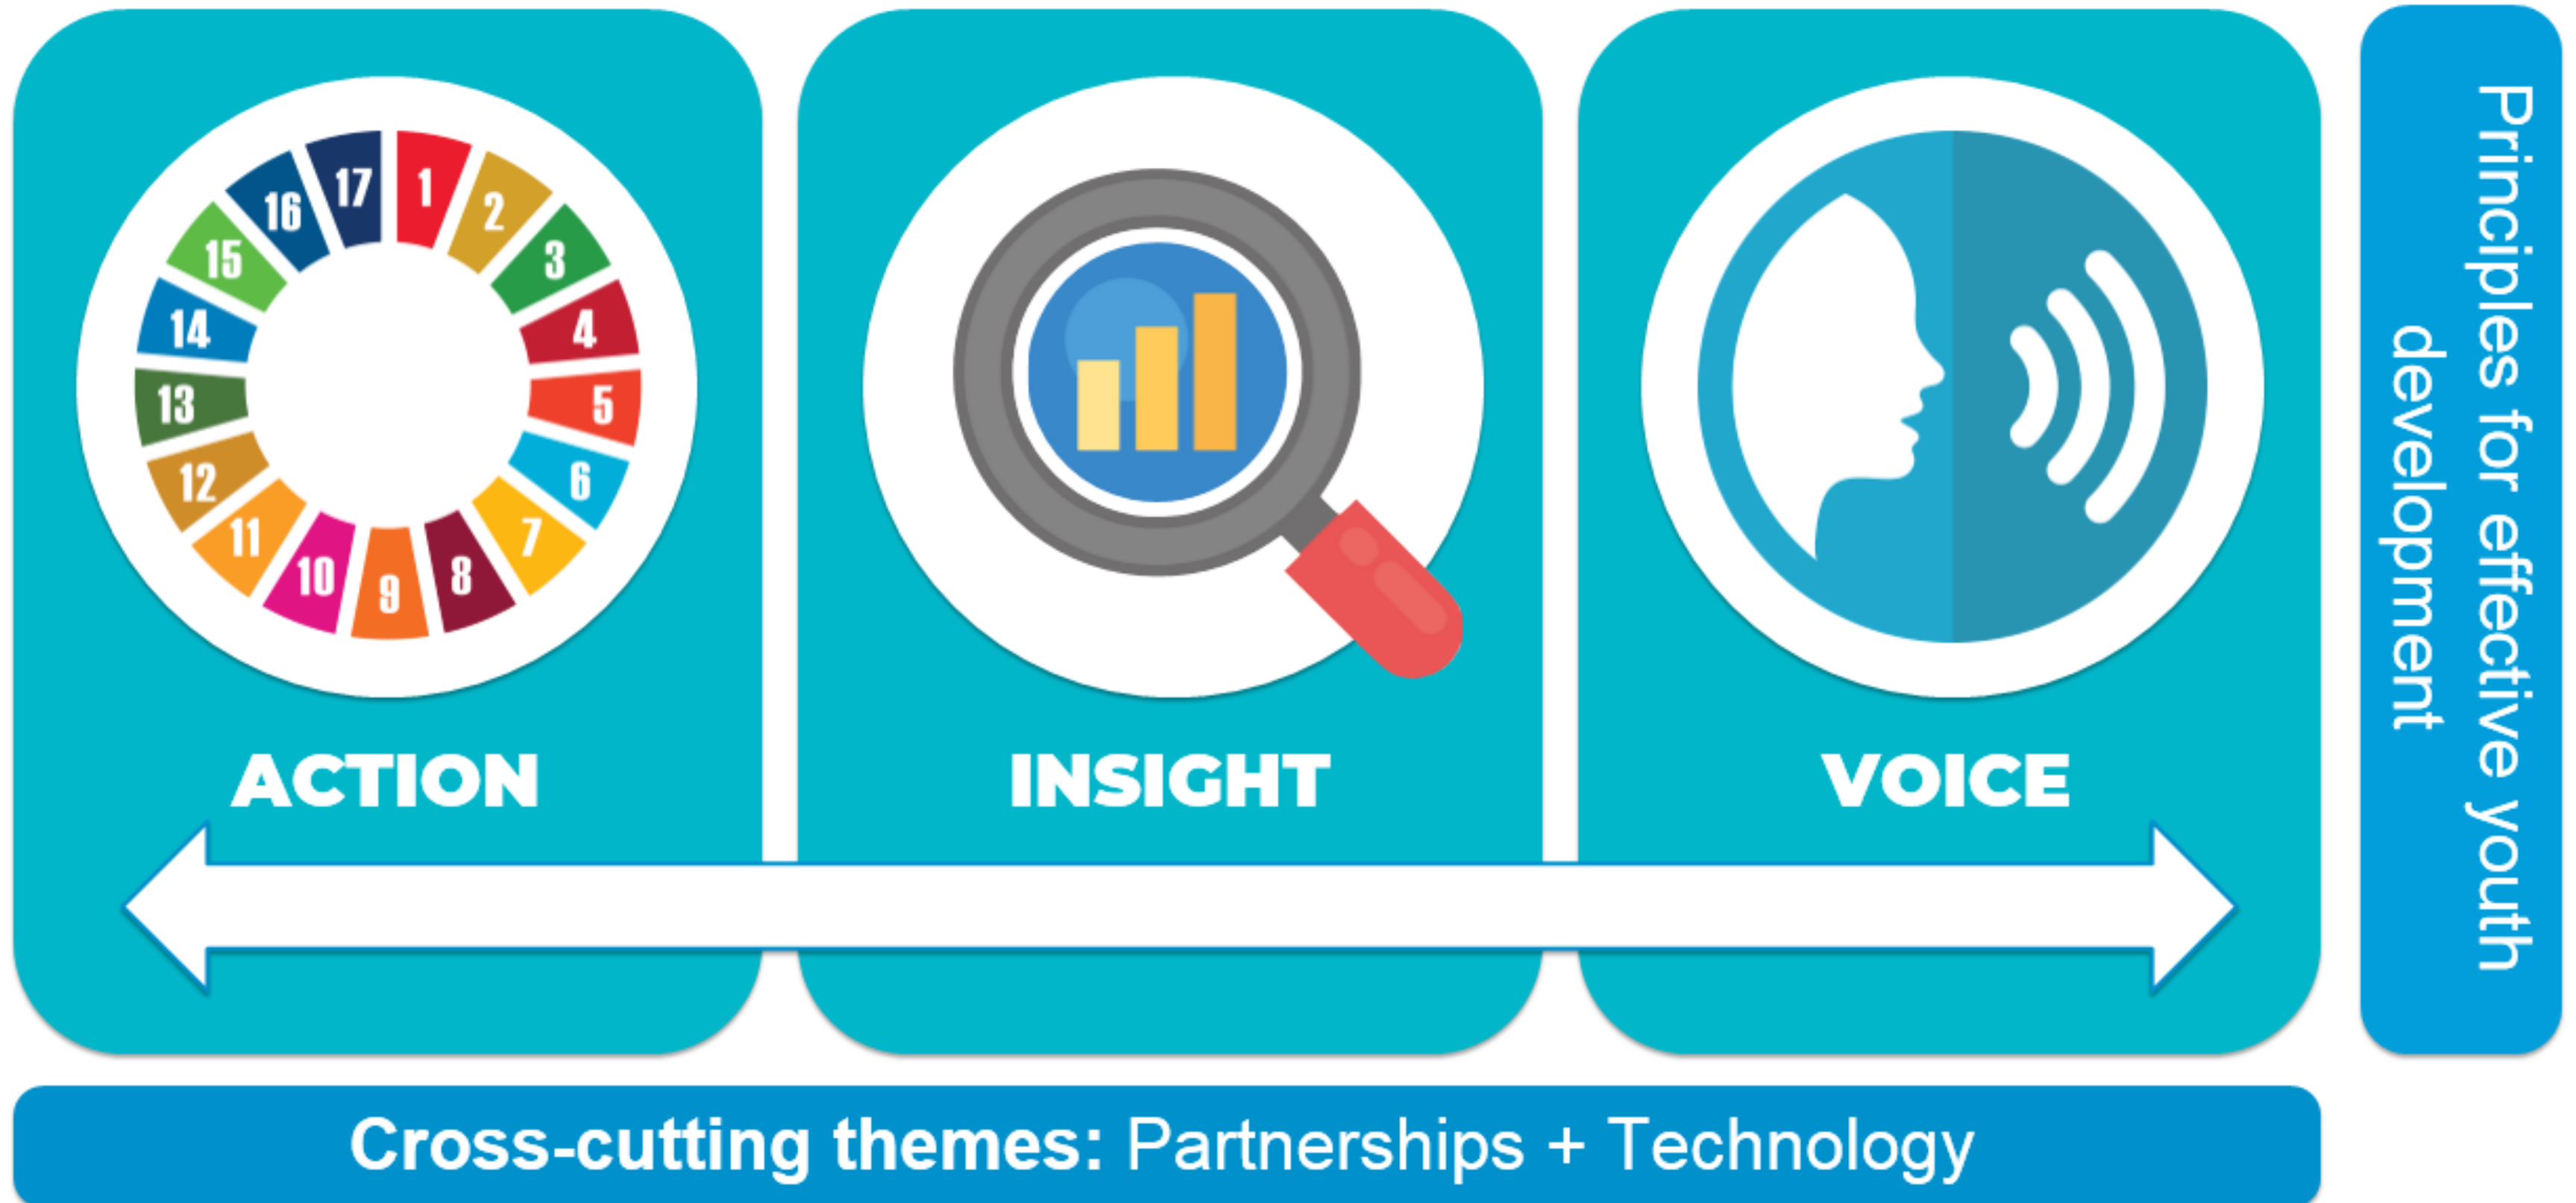 1
2
3
4
5
6
7
8
9
10
11
12
13
14
15
16
17
ACTION
INSIGHT
VOICE
Principles for effective youth
development
Cross-cutting themes: Partnerships + Technology